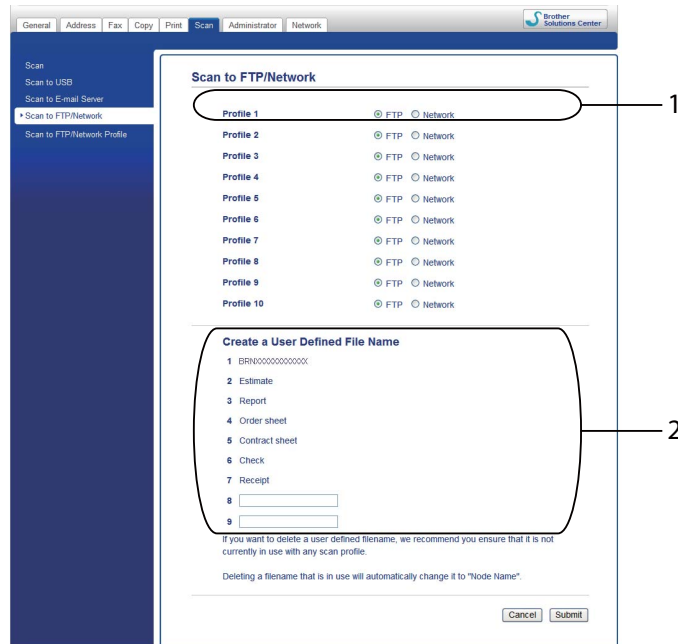 General Address Fax Copy Print Scan Administrator Network
Brother
Solutions Center
Scan
Scan to USB
Scan to E-mail Server
Scan to FTP/Network
Scan to FTP/Network Profile
Scan to FTP/Network
Profile 1 FTP Network
1
Profile 2 FTP Network
Profile 3 FTP Network
Profile 4 FTP Network
Profile 5 FTP Network
Profile 6 FTP Network
Profile 7 FTP Network
Profile 8 FTP Network
Profile 9 FTP Network
Profile 10 FTP Network
Create a User Defined File Name
1 BRNXXXXXXXXXXXX
2 Estimate
3 Report
4 Order sheet
5 Contract sheet
6 Check
7 Receipt
8
9
2
If you want to delete a user defined filename, we recommend you ensure that it is not
currently in use with any scan profile.
Deleting a filename that is in use will automatically change it to "Node Name".
Cancel Submit